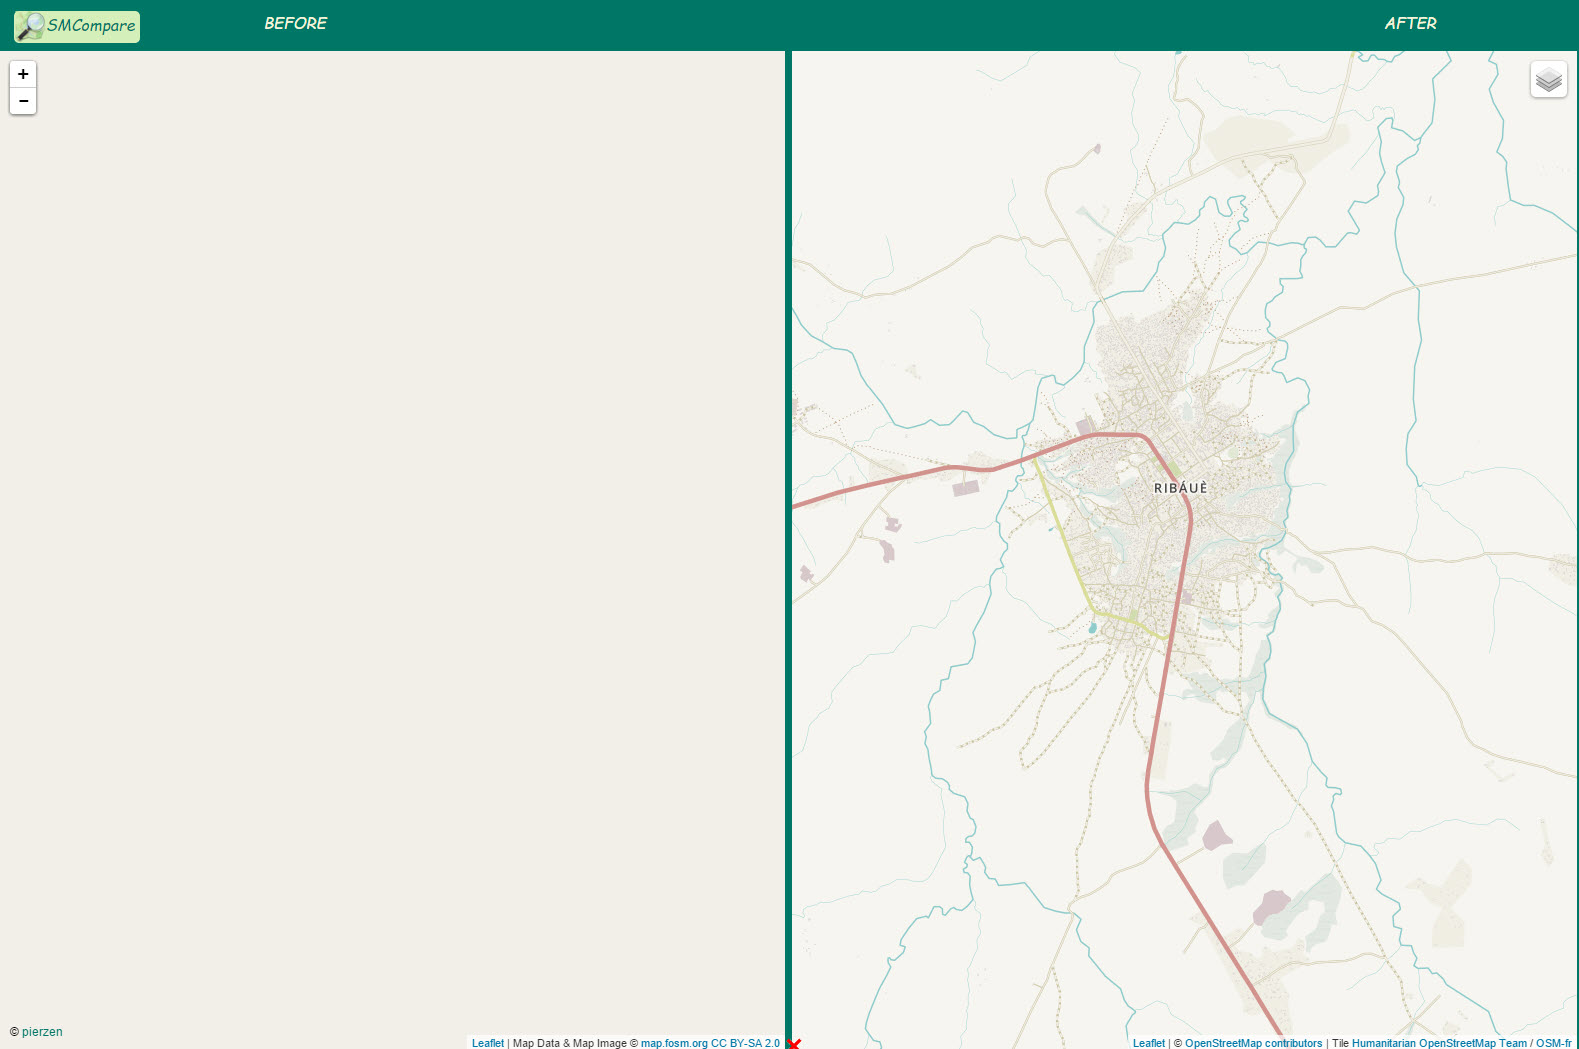 SMCompare
BEFORE
AFTER
+
-
RIBÁUÈ
© pierzen
Leaflet | Map Data & Map Image © map.fosm.org CC BY-SA 2.0
Leaflet | © OpenStreetMap contributors | Tile Humanitarian OpenStreetMap Team / OSM-fr